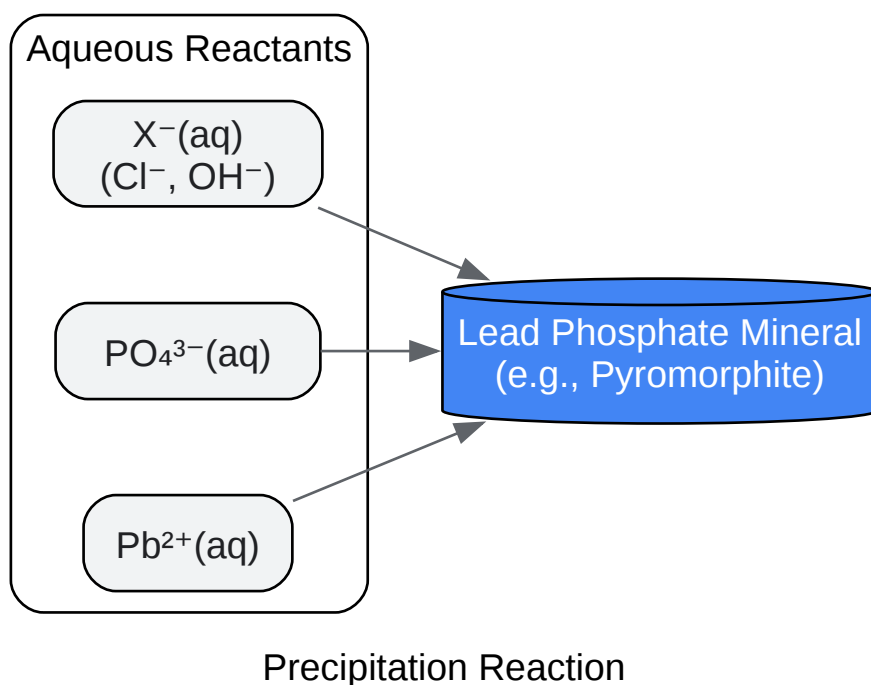 Aqueous Reactants
X⁻(aq)
(Cl⁻, OH⁻)
PO₄³⁻(aq)
Pb²⁺(aq)
Lead Phosphate Mineral
(e.g., Pyromorphite)
Precipitation Reaction